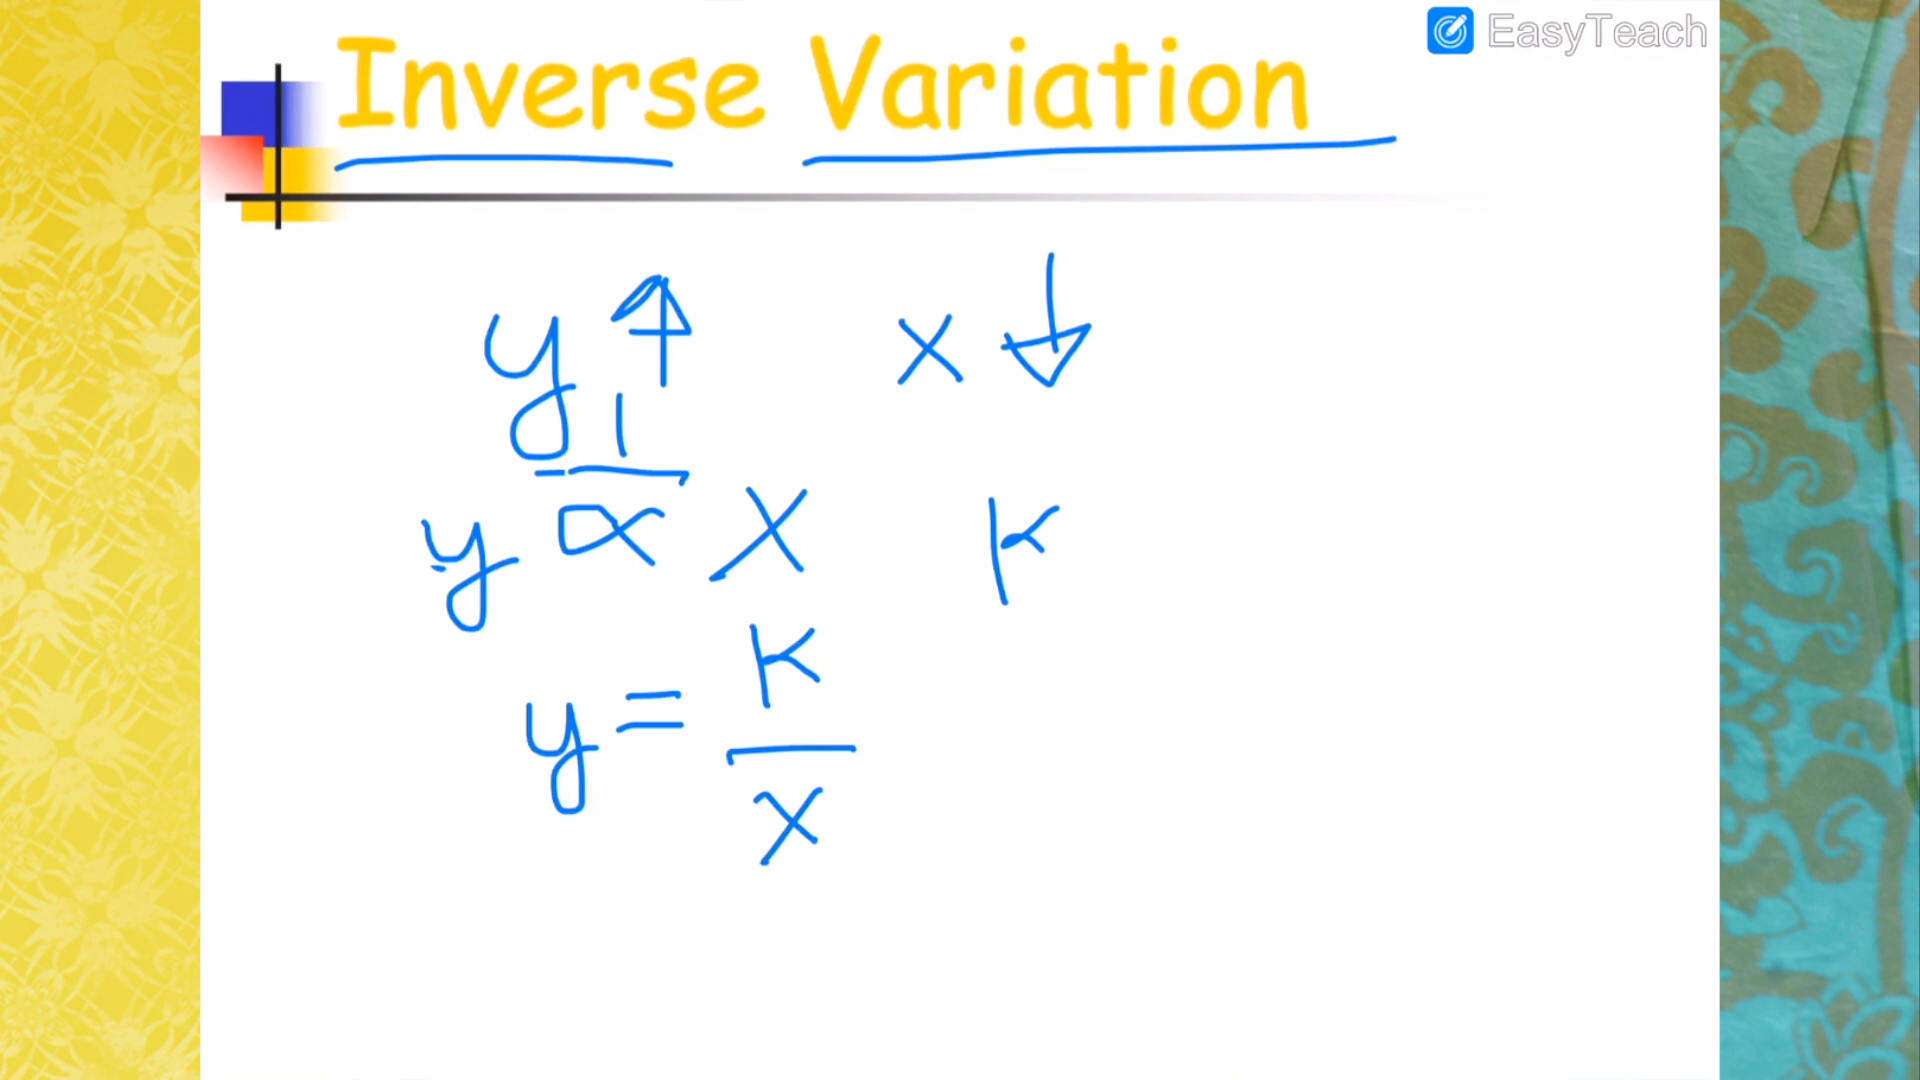 EasyTeach
Inverse Variation
y ↑ x ↓
1
y ∝ x K
y = K
x